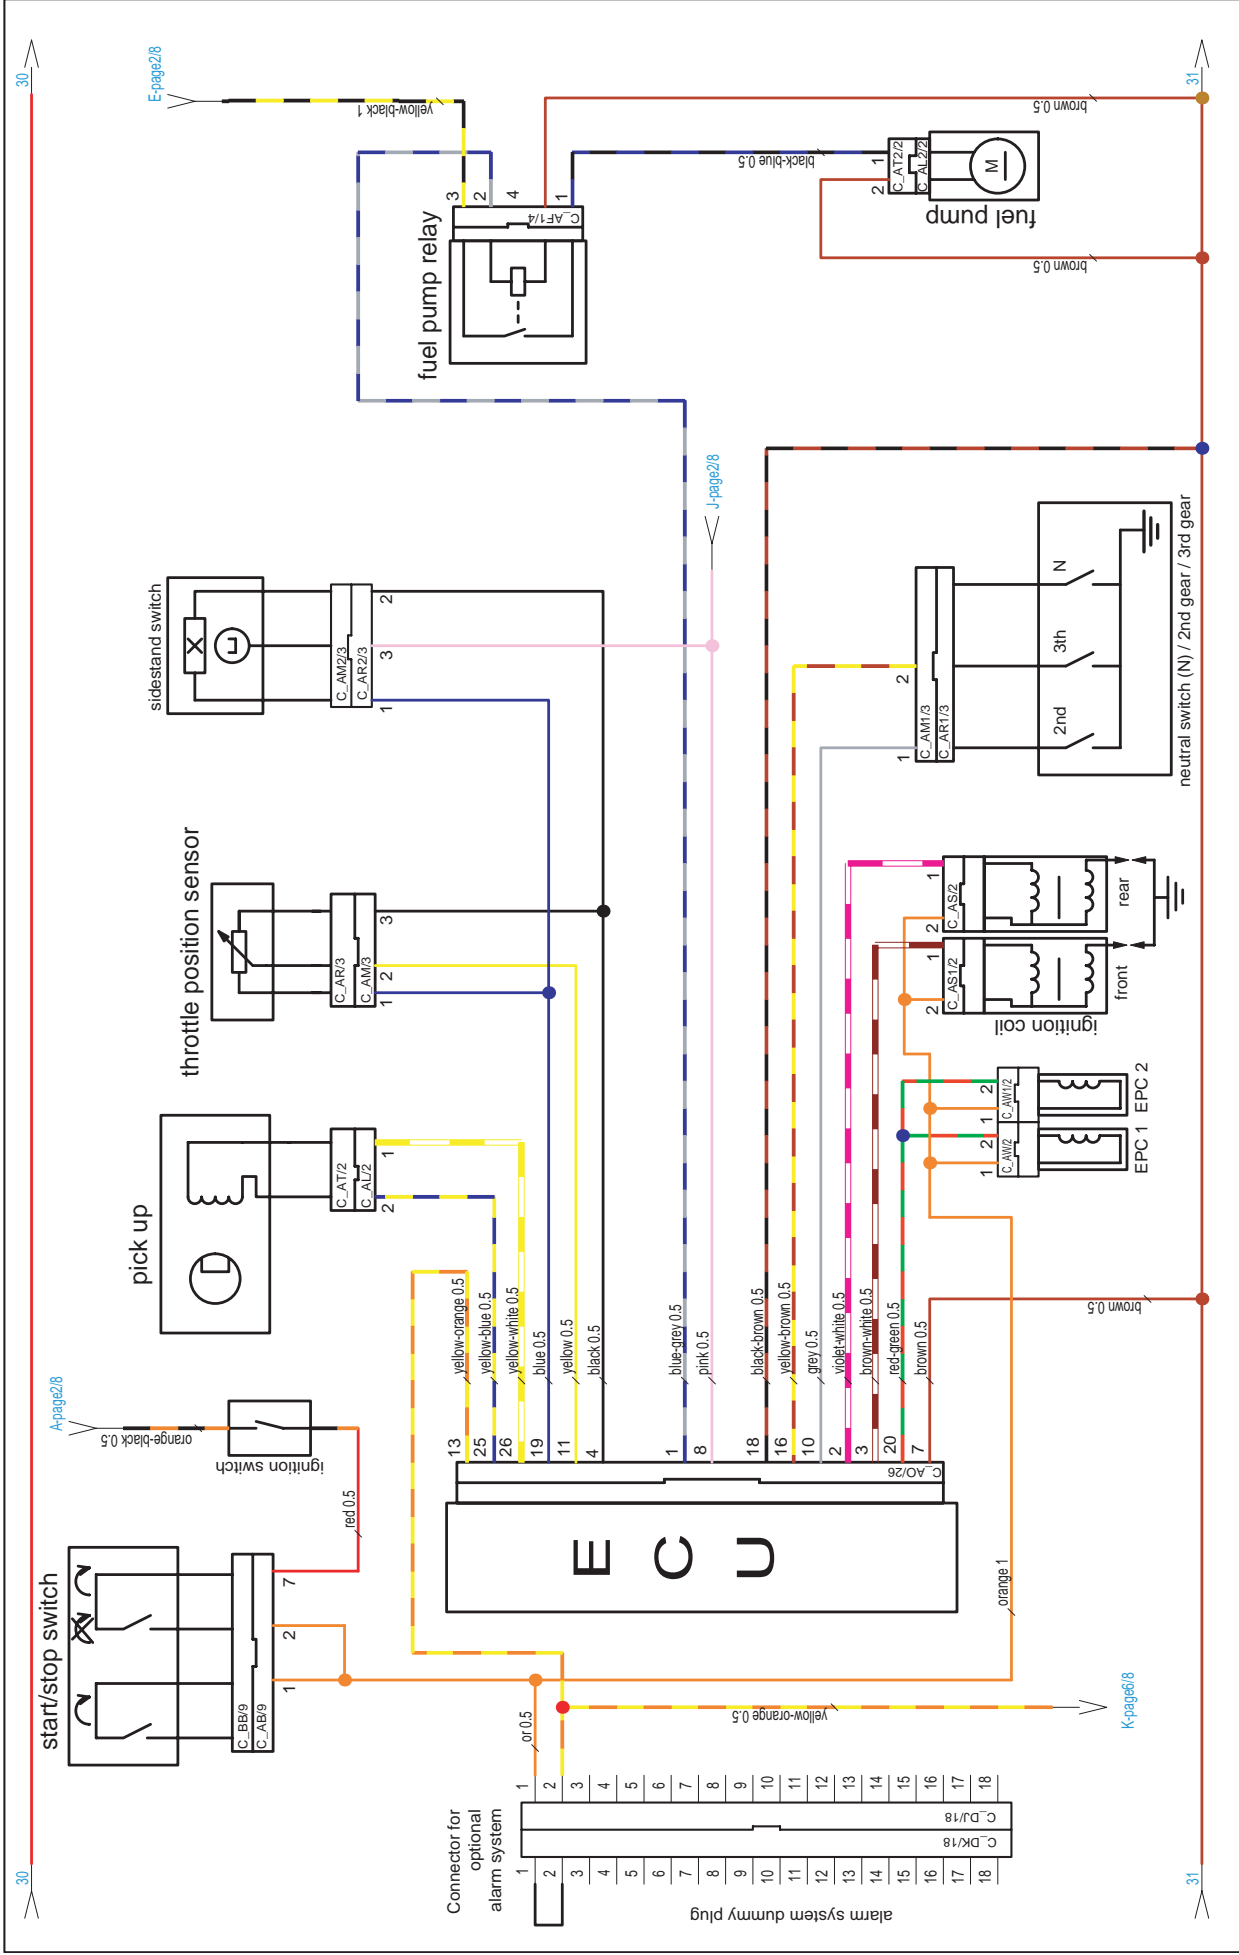 30
30
start/stop switch
C_BB/9
C_AB/9
1
2
7
red 0.5
ignition switch
orange-black 0.5
A-page2/8
pick up
C_AT/2
C_AL/2
2
1
throttle position sensor
C_AR/3
C_AM/3
1
2
3
sidestand switch
C_AM2/3
C_AR2/3
1
3
2
E-page2/8
yellow-black 1
fuel pump relay
C_AF1/4
3
2
4
1
black-blue 0.5
brown 0.5
brown 0.5
2
1
C_AT2/2
C_AL2/2
M
fuel pump
J-page2/8
E C U
C_AO/26
13
25
26
19
11
4
1
8
18
16
10
2
3
20
7
yellow-orange 0.5
yellow-blue 0.5
yellow-white 0.5
blue 0.5
yellow 0.5
black 0.5
blue-grey 0.5
pink 0.5
black-brown 0.5
yellow-brown 0.5
grey 0.5
violet-white 0.5
brown-white 0.5
red-green 0.5
brown 0.5
brown 0.5
orange 1
1
2
C_AW/2
EPC 1
1
2
C_AW1/2
EPC 2
2
1
C_AS1/2
front
2
1
C_AS/2
rear
ignition coil
1
2
C_AM1/3
C_AR1/3
2nd
3th
N
neutral switch (N) / 2nd gear / 3rd gear
Connector for
optional
alarm system
or 0.5
yellow-orange 0.5
K-page6/8
1
2
3
4
5
6
7
8
9
10
11
12
13
14
15
16
17
18
C_DJ/18
C_DK/18
1
2
3
4
5
6
7
8
9
10
11
12
13
14
15
16
17
18
alarm system dummy plug
31
31